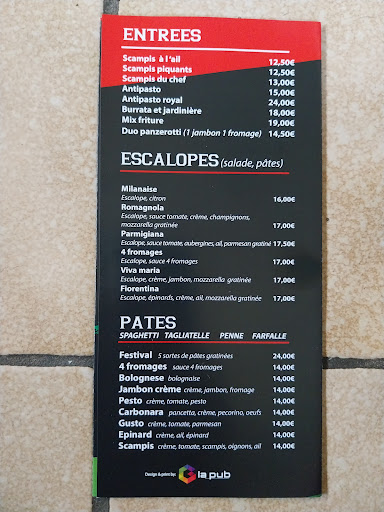 ENTREES
Scampis à l 'ail 12,50€
Scampis piquants 12,50€
Scampis du chef 13,00€
Antipasto 15,00€
Antipasto royal 24,00€
Burrata et jardinière 18,00€
Mix friture 19,00€
Duo panzerotti (1 jambon 1 fromage) 14,50€
ESCALOPES (salade, pâtes)
Milanaise
Escalope, citron 16,00€
Romagnola
Escalope, sauce tomate, crème, champignons,
mozzarella gratinée 17,00€
Parmigiana
Escalope, sauce tomate, aubergines, ail, parmesan gratiné 17,50€
4 fromages
Escalope, sauce 4 fromages 17,00€
Viva maria
Escalope, crème, jambon, mozzarella gratinée 17,00€
Fiorentina
Escalope, épinards, crème, ail, mozzarella gratinée 17,00€
PATES
SPAGHETTI TAGLIATELLE PENNE FARFALLE
Festival 5 sortes de pâtes gratinées 24,00€
4 fromages sauce 4 fromages 14,00€
Bolognese bolognaise 14,00€
Jambon crème crème, jambon, fromage 14,00€
Pesto crème, tomate, pesto 14,00€
Carbonara pancetta, crème, pecorino, oeufs 14,00€
Gusto crème, tomate, parmesan 14,00€
Epinard crème, ail, épinard 14,00€
Scampis crème, tomate, scampis, oignons, ail 14,00€
Design & print by: la pub